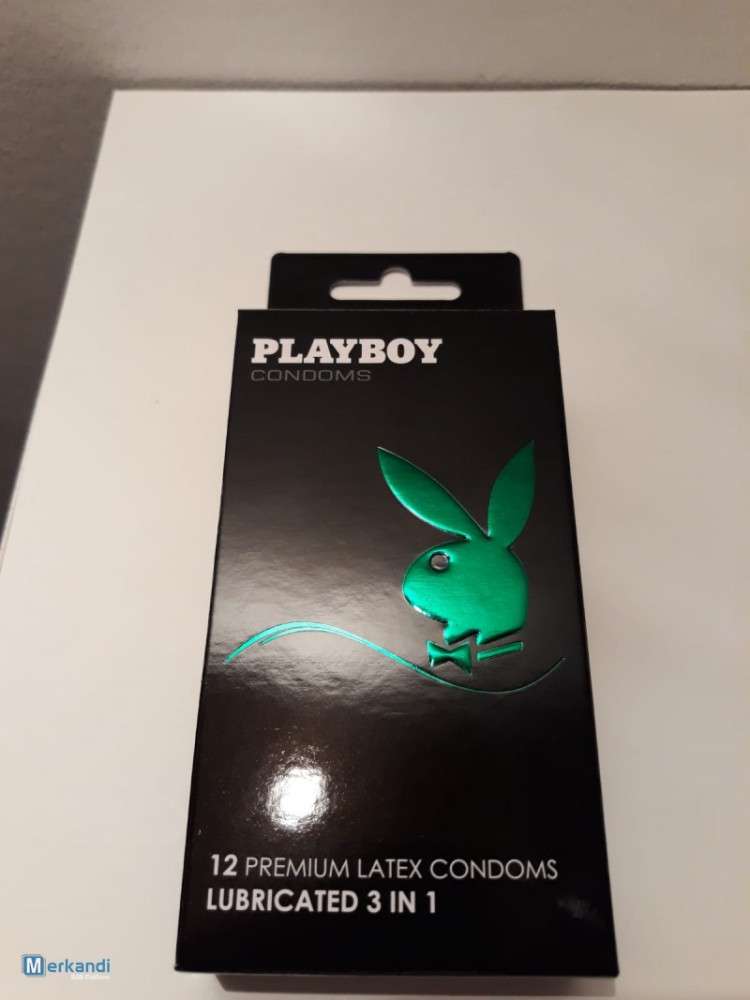 PLAYBOY
CONDOMS
12 PREMIUM LATEX CONDOMS
LUBRICATED 3 IN 1
Merkandi